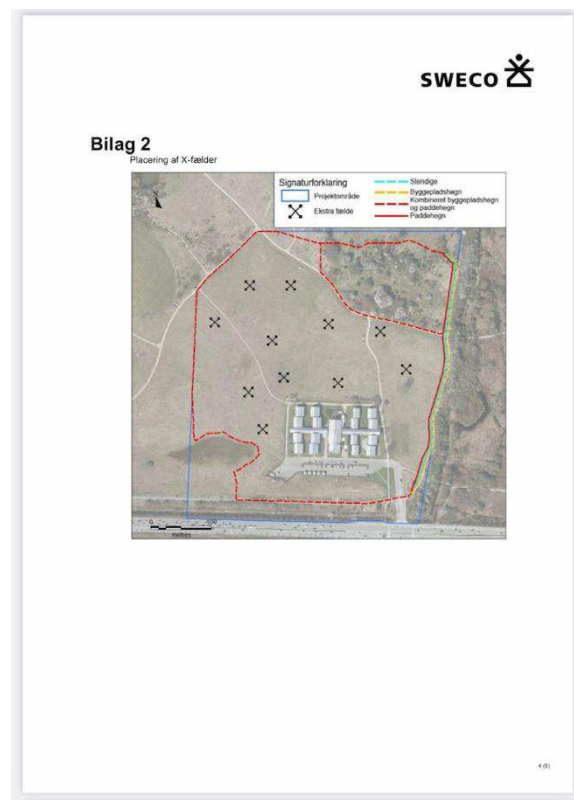 SWECO
Bilag 2
Placering af X-fælder
Signaturforklaring
Projektområde
Ekstra fælde
Stendige
Byggepladshegn
Kombineret byggepladshegn
og paddehegn
Paddehegn
0
metres
4 (6)